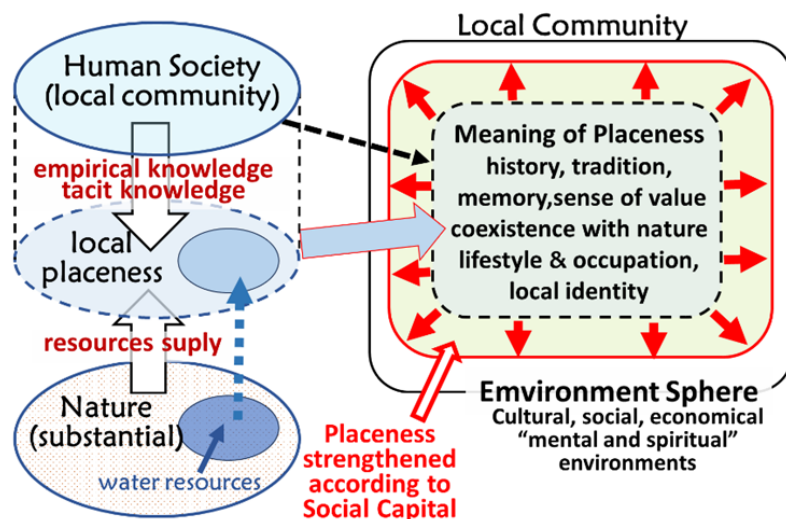 Human Society
(local community)
empirical knowledge
tacit knowledge
local
placeness
resources suply
Nature
(substantial)
water resources
Local Community
Meaning of Placeness
history, tradition,
memory,sense of value
coexistence with nature
lifestyle & occupation,
local identity
Placeness
strengthened
according to
Social Capital
Emvironment Sphere
Cultural, social, economical
“mental and spiritual”
environments